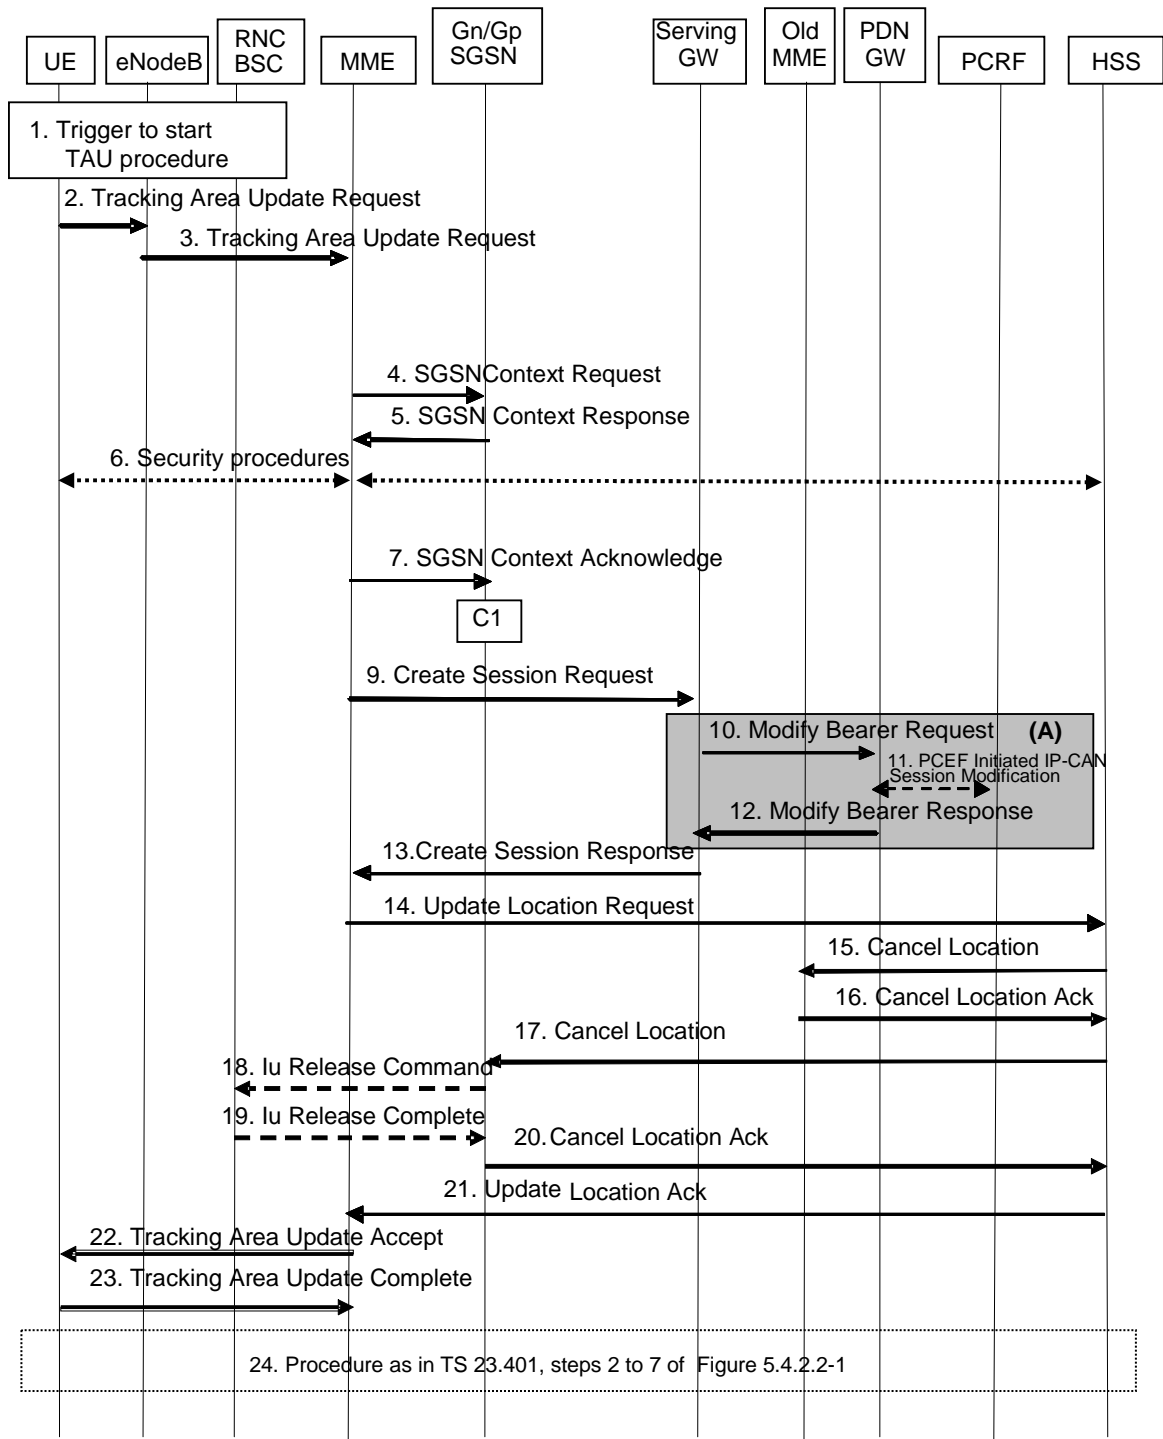 UE
eNodeB
RNC
BSC
MME
Gn/Gp
SGSN
Serving
GW
Old
MME
PDN
GW
PCRF
HSS
1. Trigger to start
TAU procedure
2. Tracking Area Update Request
3. Tracking Area Update Request
4. SGSNContext Request
5. SGSN Context Response
6. Security procedures
7. SGSN Context Acknowledge
C1
9. Create Session Request
10. Modify Bearer Request (A)
11. PCEF Initiated IP-CAN
Session Modification
12. Modify Bearer Response
13.Create Session Response
14. Update Location Request
15. Cancel Location
16. Cancel Location Ack
17. Cancel Location
18. Iu Release Command
19. Iu Release Complete
20.Cancel Location Ack
21. Update Location Ack
22. Tracking Area Update Accept
23. Tracking Area Update Complete
24. Procedure as in TS 23.401, steps 2 to 7 of Figure 5.4.2.2-1